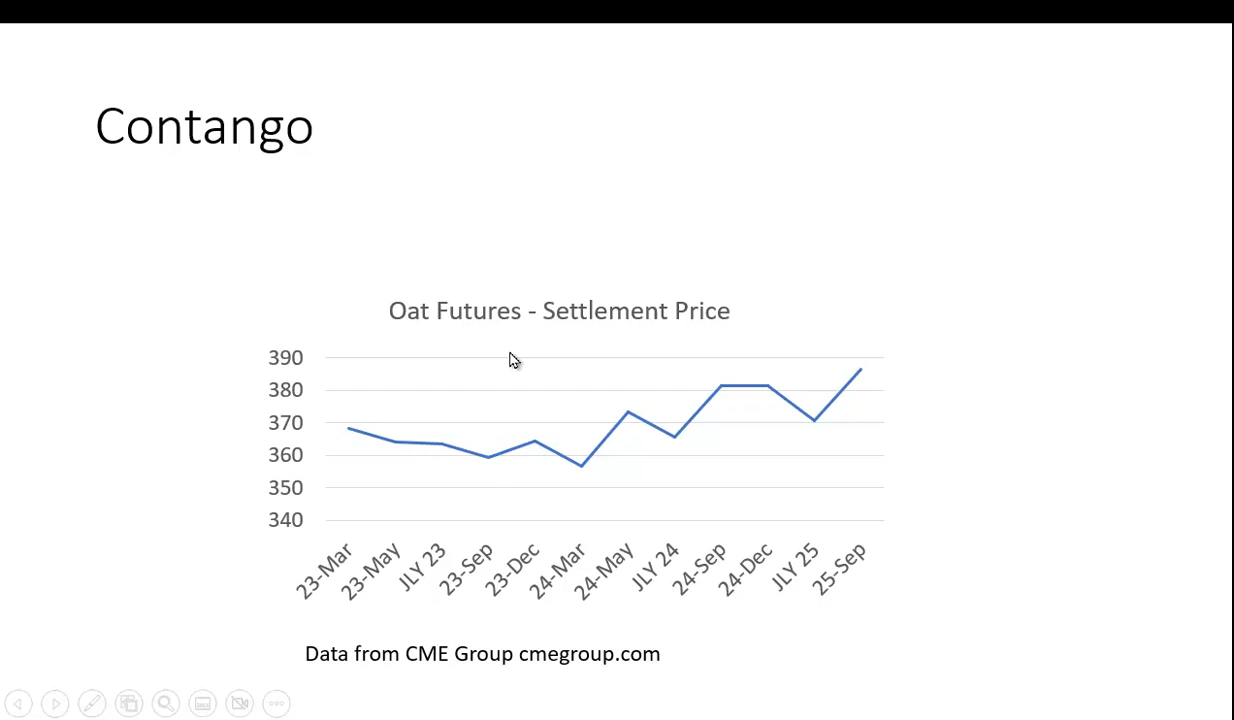 Contango
Oat Futures - Settlement Price
390
380
370
360
350
340
23-Mar
23-May
JLY 23
23-Sep
23-Dec
24-Mar
24-May
JLY 24
24-Sep
24-Dec
JLY 25
25-Sep
Data from CME Group cmegroup.com